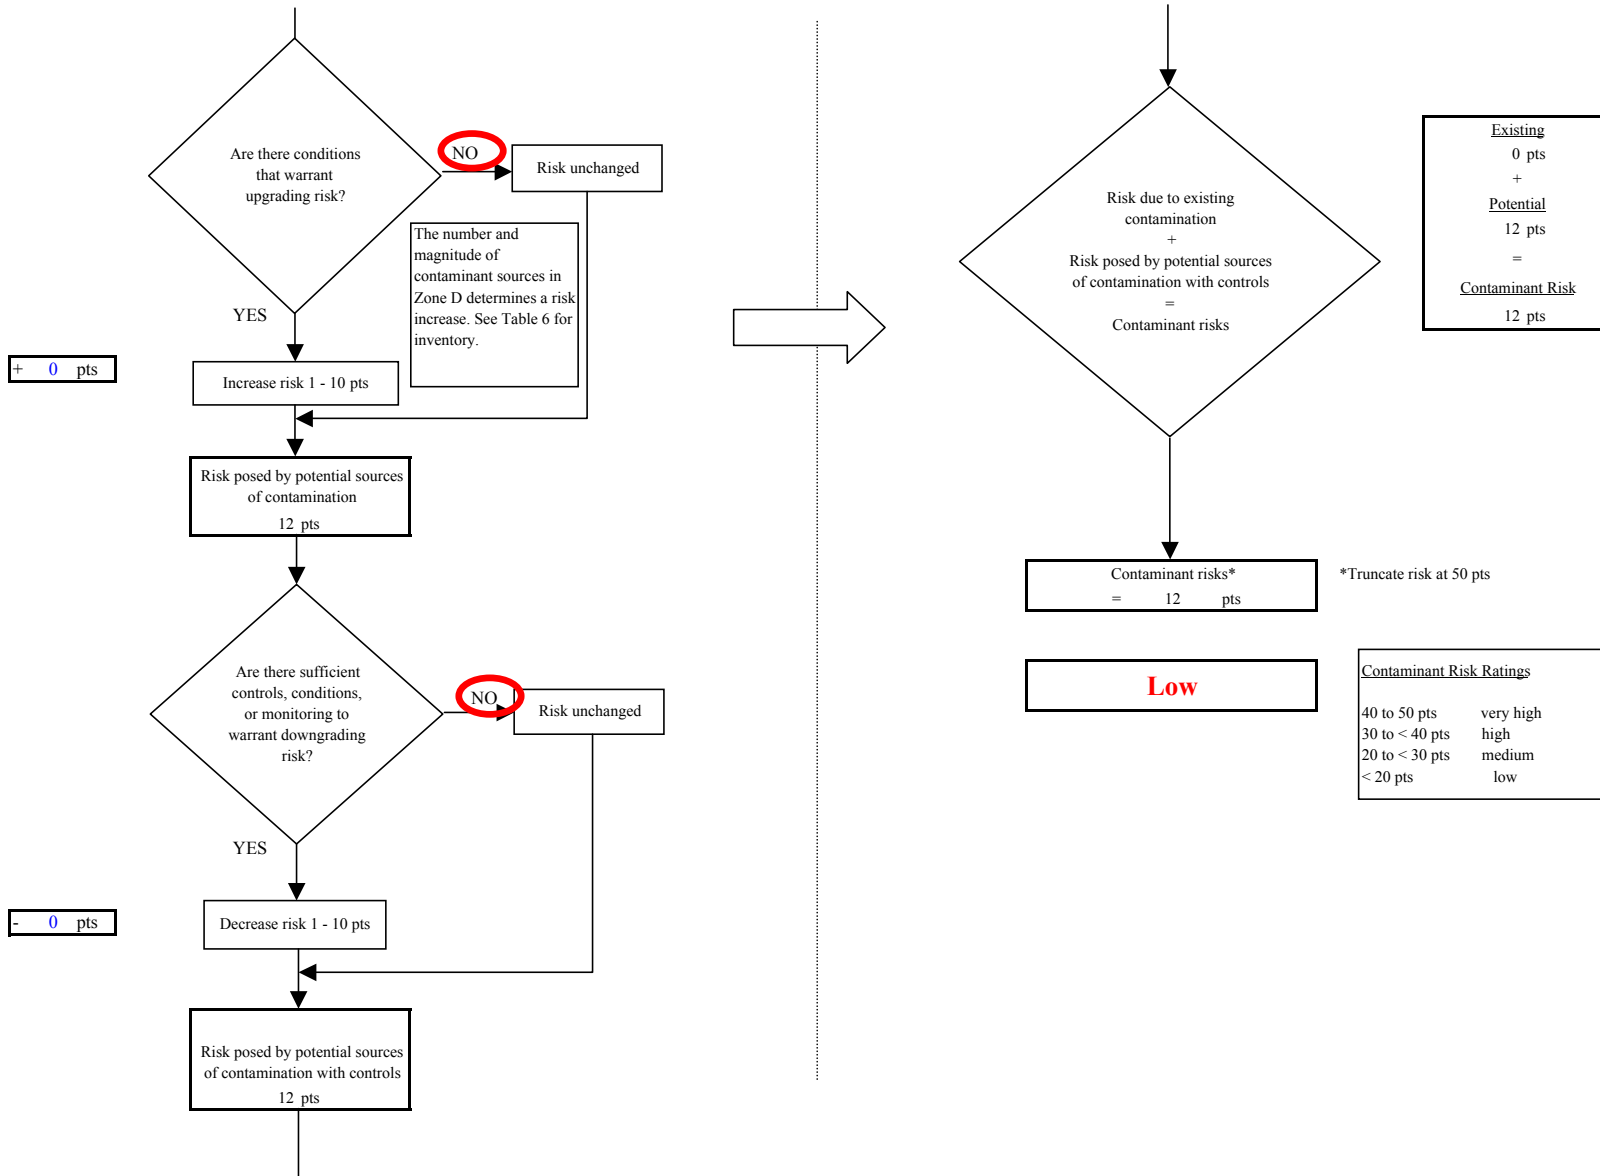 Are there conditions
that warrant
upgrading risk?
NO
Risk unchanged
The number and
magnitude of
contaminant sources in
Zone D determines a risk
increase. See Table 6 for
inventory.
YES
+ 0 pts
Increase risk 1 - 10 pts
Risk posed by potential sources
of contamination
12 pts
Are there sufficient
controls, conditions,
or monitoring to
warrant downgrading
risk?
NO
Risk unchanged
YES
- 0 pts
Decrease risk 1 - 10 pts
Risk posed by potential sources
of contamination with controls
12 pts
Risk due to existing
contamination
+
Risk posed by potential sources
of contamination with controls
=
Contaminant risks
Existing
0 pts
+
Potential
12 pts
=
Contaminant Risk
12 pts
Contaminant risks*
= 12 pts
*Truncate risk at 50 pts
Low
Contaminant Risk Ratings
40 to 50 pts very high
30 to < 40 pts high
20 to < 30 pts medium
< 20 pts low